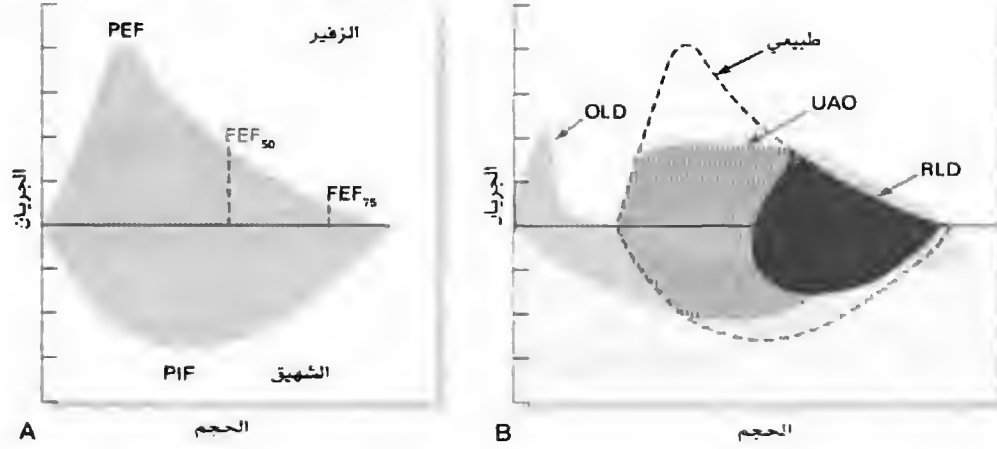 PEF
الزفير
FEF50
FEF75
الجريان
PIF
الشهيق
A
الحجم
طبيعي
OLD
UAO
RLD
الجريان
B
الحجم